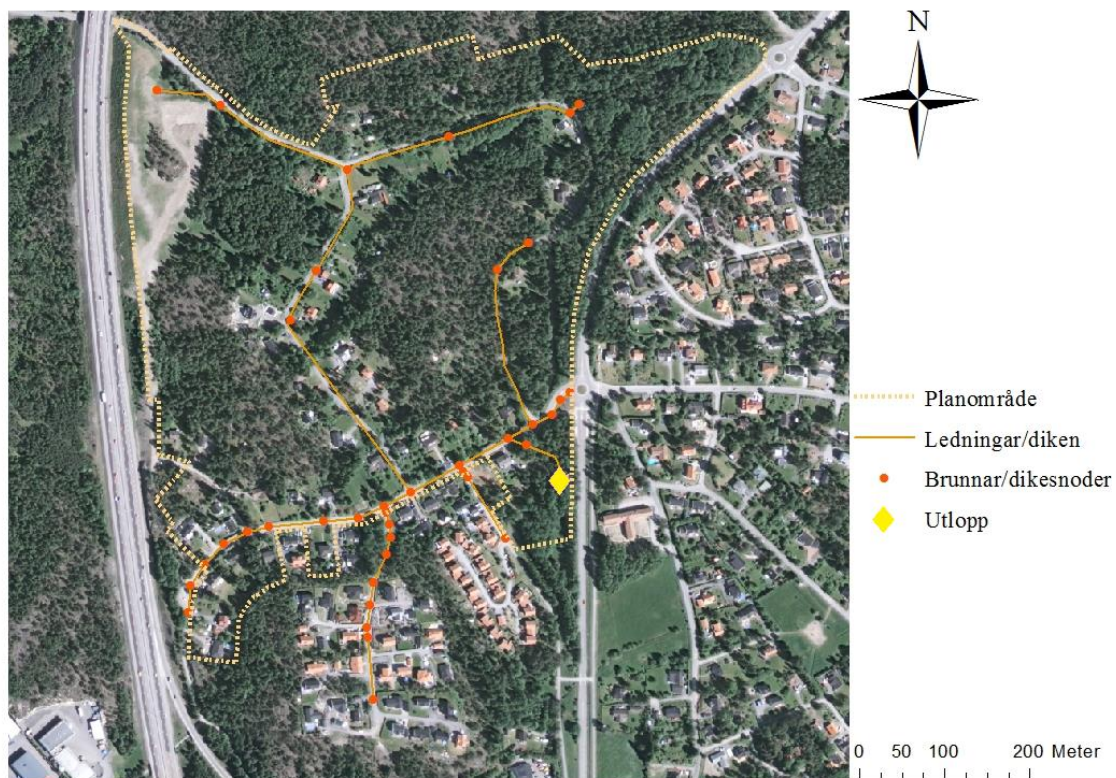 N
Planområde
Ledningar/diken
Brunnar/dikesnoder
Utlopp
0 50 100 200 Meter